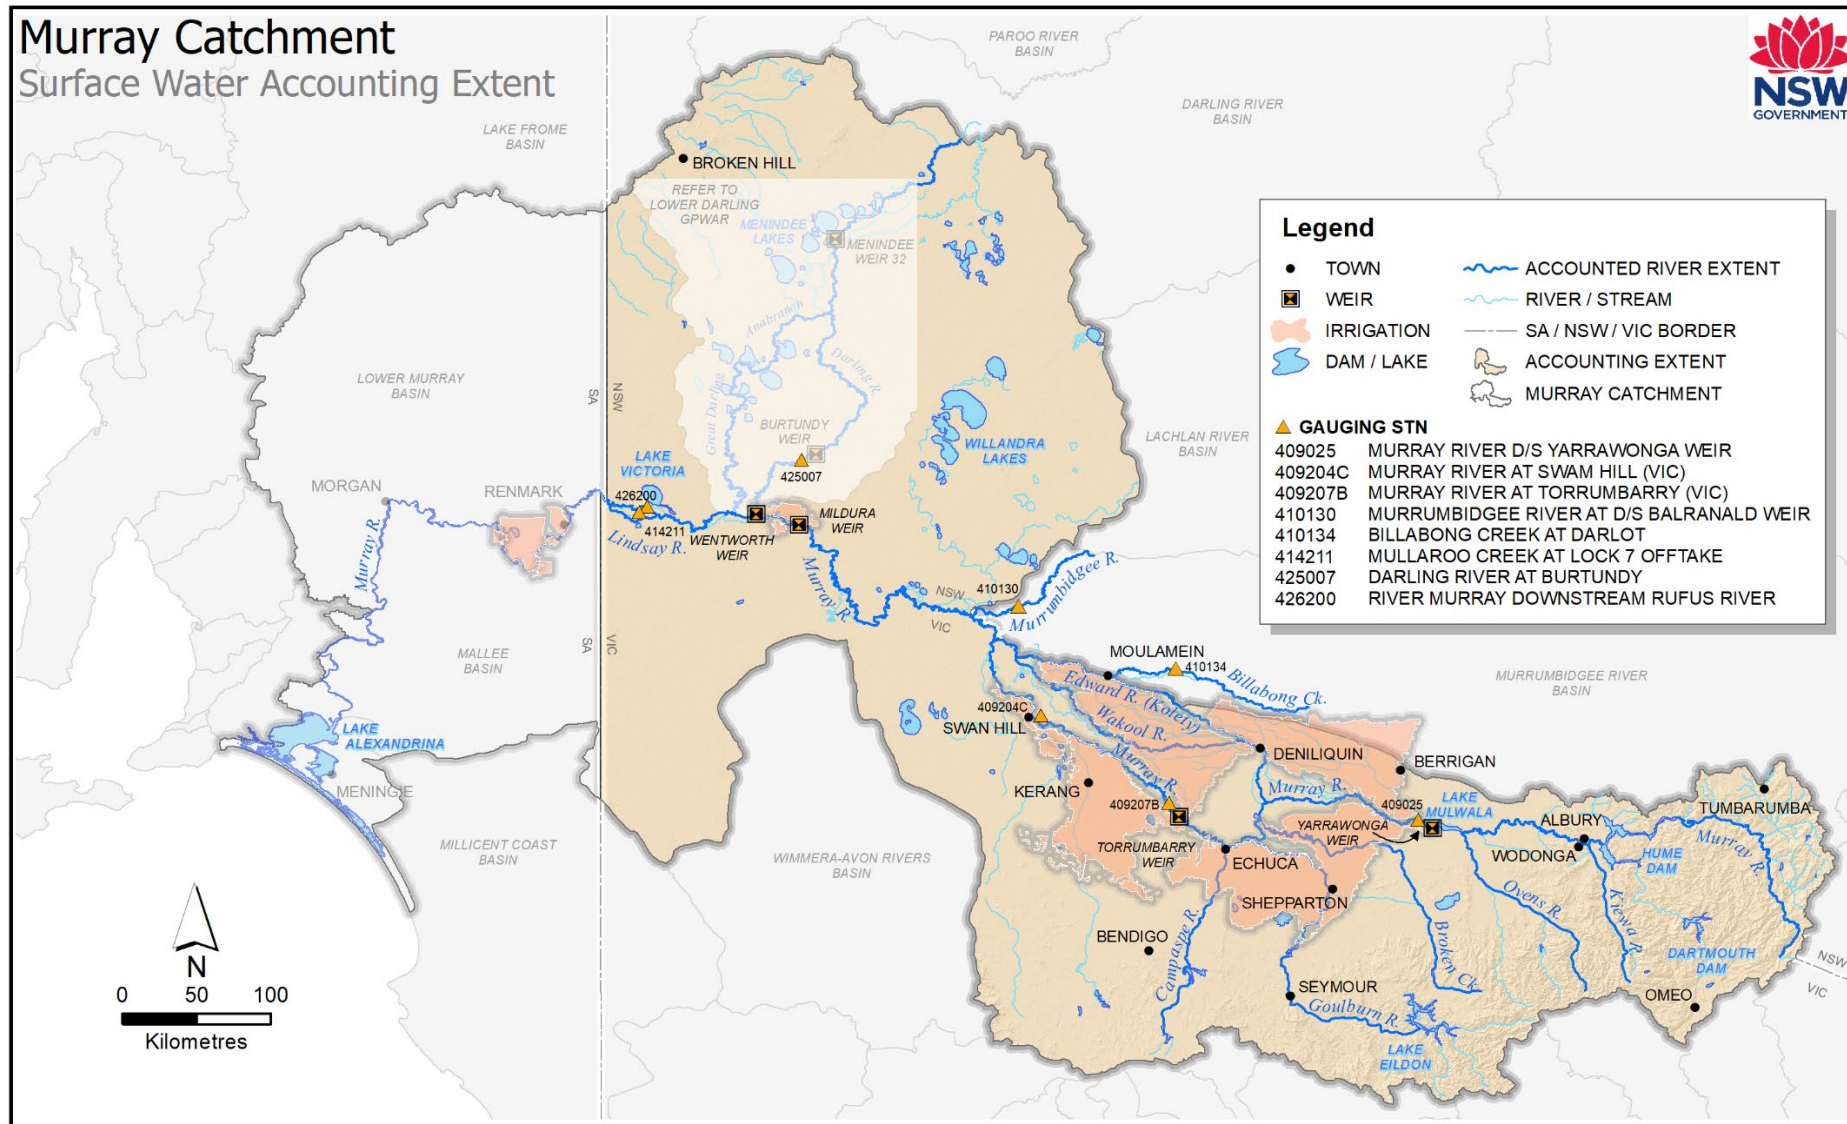 Murray Catchment
Surface Water Accounting Extent
NSW
GOVERNMENT
PAROO RIVER
BASIN
DARLING RIVER
BASIN
LAKE FROME
BASIN
BROKEN HILL
REFER TO
LOWER DARLING
GPWAR
MENINDEE
LAKES
MENINDEE
WEIR 32
Anabranch
Great Darling
Darling R.
BURTUNDY
WEIR
425007
LOWER MURRAY
BASIN
SA
NSW
WILLANDRA
LAKES
LACHLAN RIVER
BASIN
LAKE
VICTORIA
426200
414211
Lindsay R.
WENTWORTH
WEIR
MILDURA
WEIR
MORGAN
RENMARK
Murray R.
Murray R.
NSW
VIC
410130
Murrumbidgee R.
SA
VIC
MALLEE
BASIN
MOULAMEIN
410134
Billabong Ck.
MURRUMBIDGEE RIVER
BASIN
Edward R. (Kolety)
Wakool R.
409204C
SWAN HILL
Murray R.
DENILIQUIN
BERRIGAN
KERANG
409207B
Murray R.
409025
LAKE
MULWALA
YARRAWONGA
WEIR
TORRUMBARRY
WEIR
ECHUCA
ALBURY
WODONGA
TUMBARUMBA
Murray R.
HUME
DAM
LAKE
ALEXANDRINA
MENINGIE
MILLICENT COAST
BASIN
WIMMERA-AVON RIVERS
BASIN
SHEPPARTON
BENDIGO
Campaspe R.
Broken Ck.
Ovens R.
Kiewa R.
DARTMOUTH
DAM
NSW
VIC
OMEO
SEYMOUR
Goulburn R.
LAKE
EILDON
N
0 50 100
Kilometres
Legend
TOWN
WEIR
IRRIGATION
DAM / LAKE
ACCOUNTED RIVER EXTENT
RIVER / STREAM
SA / NSW / VIC BORDER
ACCOUNTING EXTENT
MURRAY CATCHMENT
GAUGING STN
409025 MURRAY RIVER D/S YARRAWONGA WEIR
409204C MURRAY RIVER AT SWAM HILL (VIC)
409207B MURRAY RIVER AT TORRUMBARRY (VIC)
410130 MURRUMBIDGEE RIVER AT D/S BALRANALD WEIR
410134 BILLABONG CREEK AT DARLOT
414211 MULLAROO CREEK AT LOCK 7 OFFTAKE
425007 DARLING RIVER AT BURTUNDY
426200 RIVER MURRAY DOWNSTREAM RUFUS RIVER